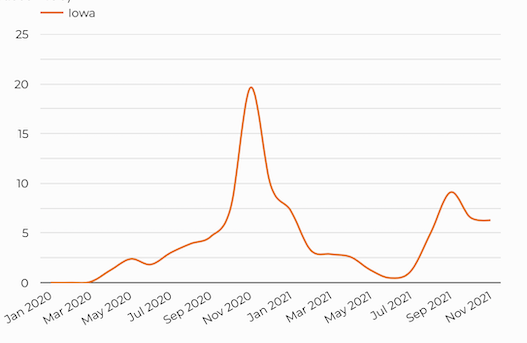 Iowa
25
20
15
10
5
0
Jan 2020
Mar 2020
May 2020
Jul 2020
Sep 2020
Nov 2020
Jan 2021
Mar 2021
May 2021
Jul 2021
Sep 2021
Nov 2021